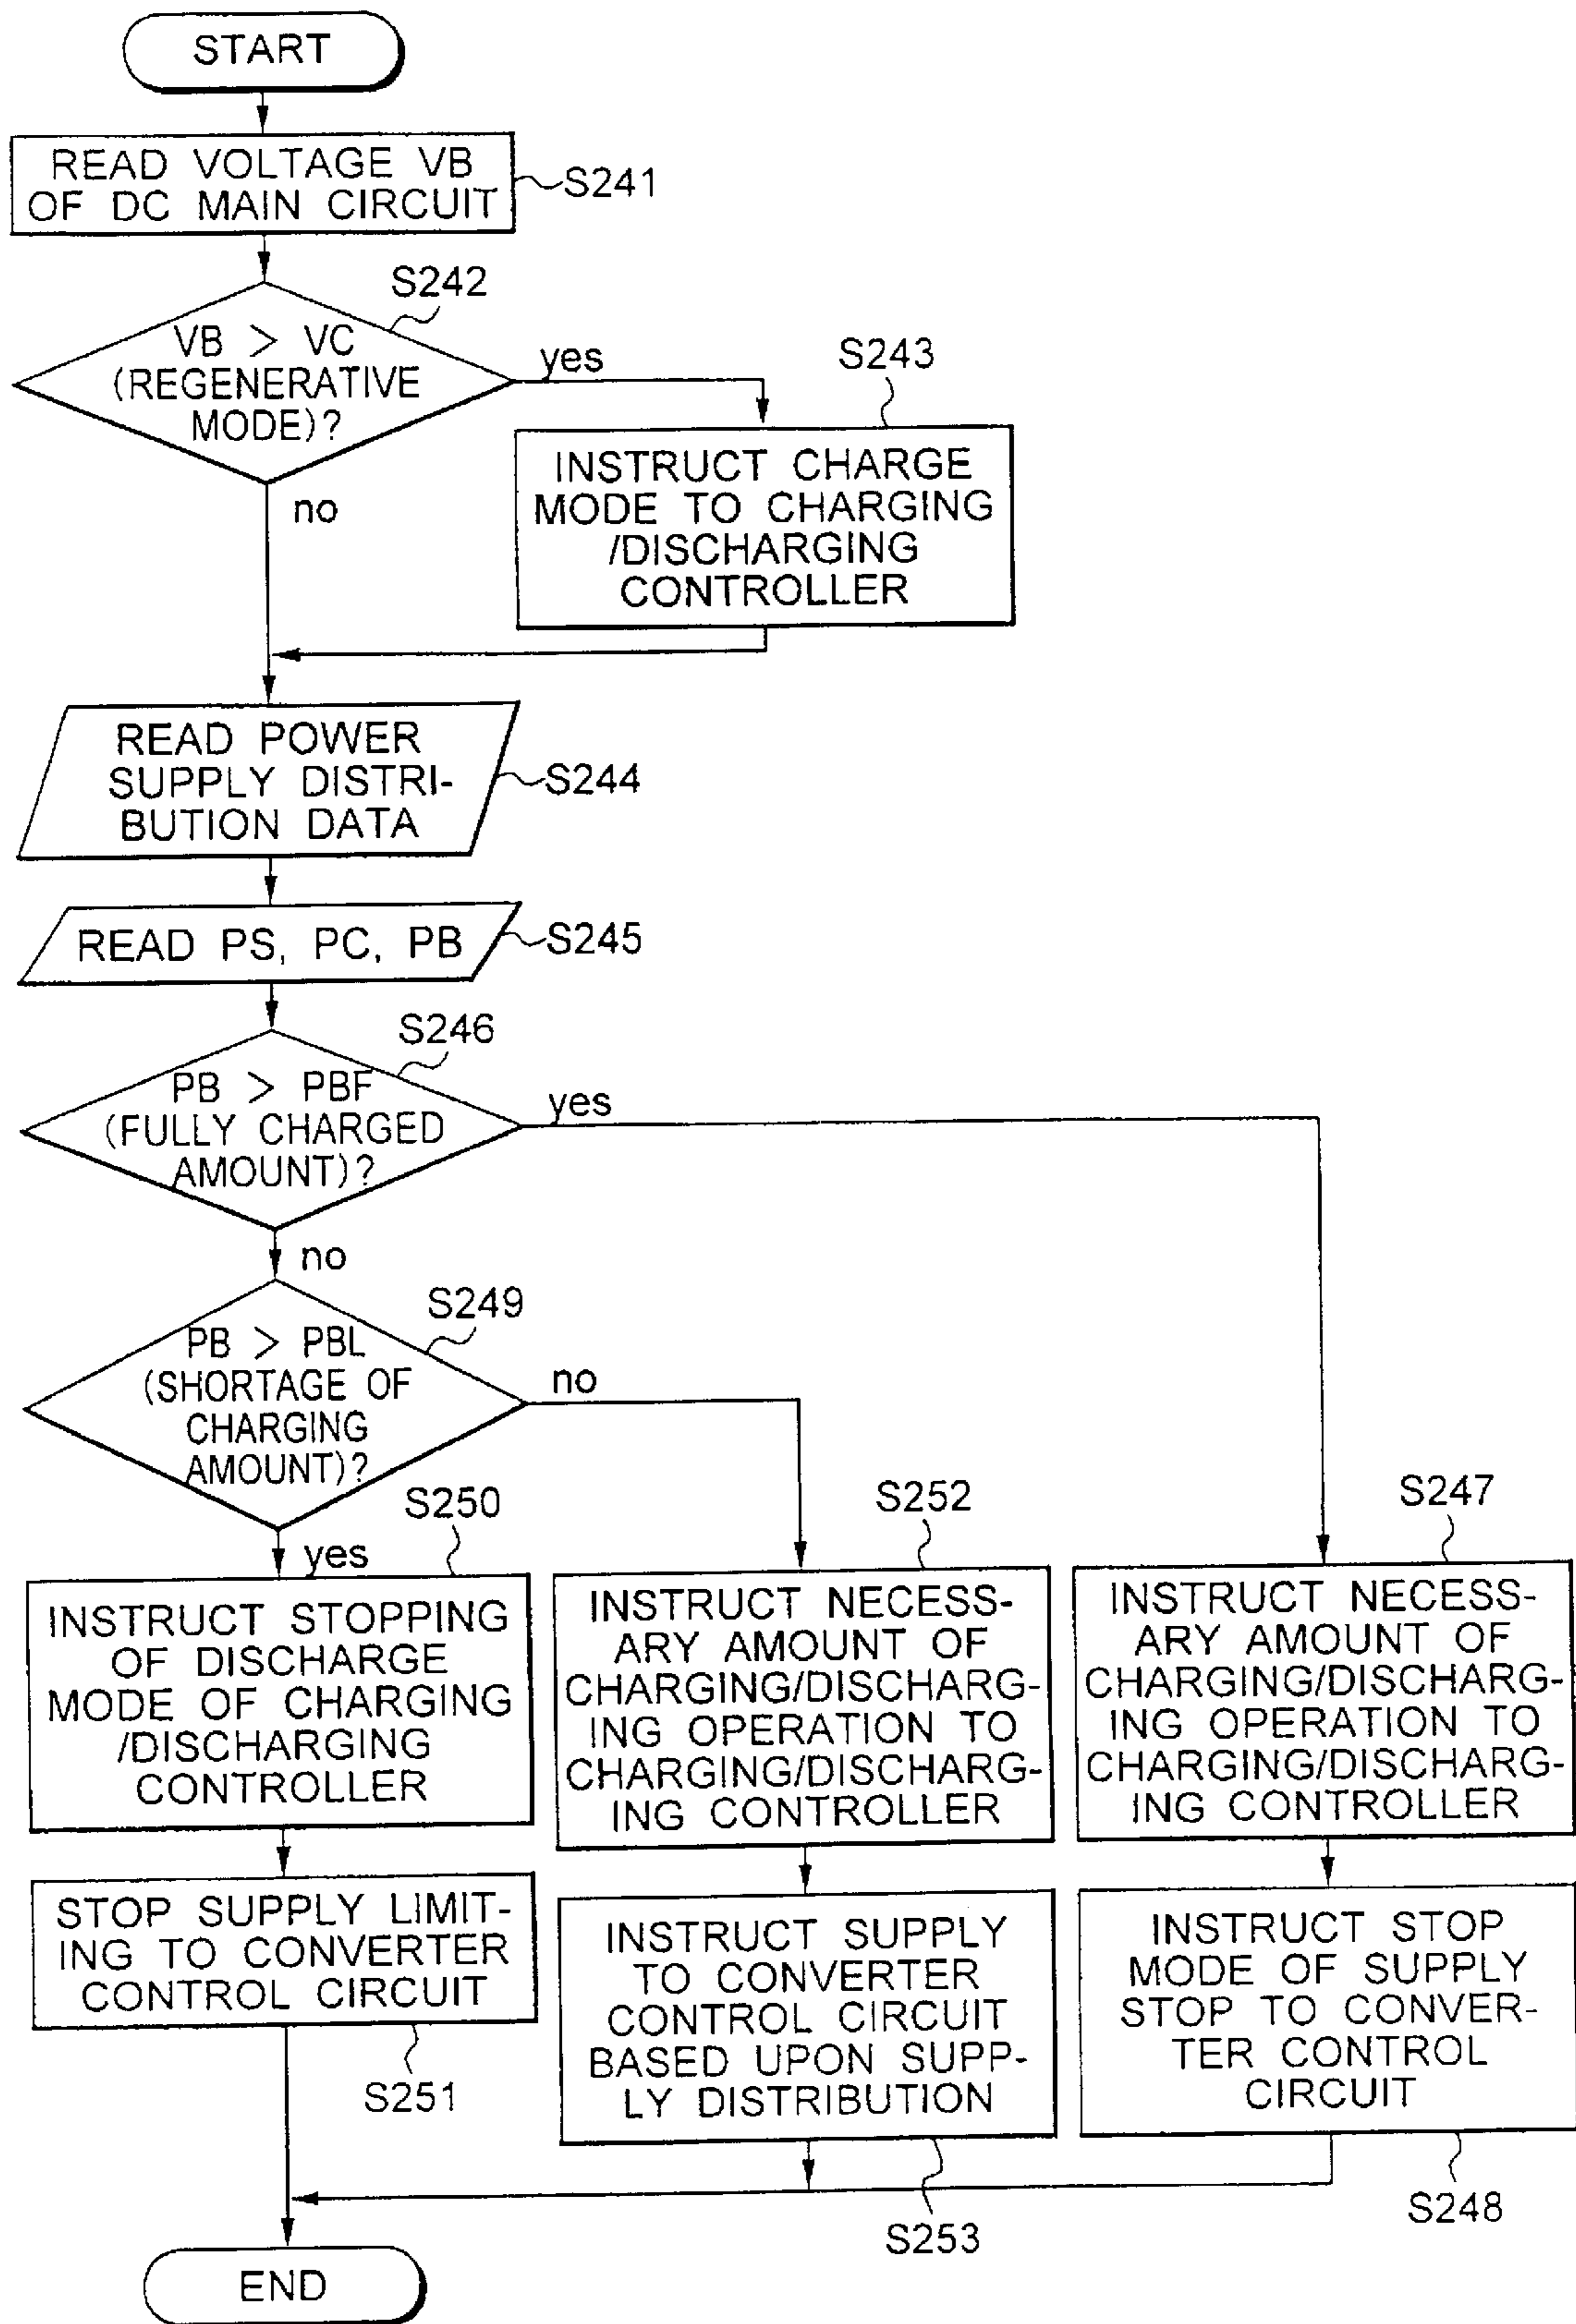 START
READ VOLTAGE VB
OF DC MAIN CIRCUIT
S241
S242
VB > VC
(REGENERATIVE
MODE)?
yes
no
S243
INSTRUCT CHARGE
MODE TO CHARGING
/DISCHARGING
CONTROLLER
READ POWER
SUPPLY DISTRI-
BUTION DATA
S244
READ PS, PC, PB
S245
S246
PB > PBF
(FULLY CHARGED
AMOUNT)?
yes
no
S249
PB > PBL
(SHORTAGE OF
CHARGING
AMOUNT)?
no
yes
S250
INSTRUCT STOPPING
OF DISCHARGE
MODE OF CHARGING
/DISCHARGING
CONTROLLER
S252
INSTRUCT NECESS-
ARY AMOUNT OF
CHARGING/DISCHARG-
ING OPERATION TO
CHARGING/DISCHARG-
ING CONTROLLER
S247
INSTRUCT NECESS-
ARY AMOUNT OF
CHARGING/DISCHARG-
ING OPERATION TO
CHARGING/DISCHARG-
ING CONTROLLER
STOP SUPPLY LIMIT-
ING TO CONVERTER
CONTROL CIRCUIT
S251
INSTRUCT SUPPLY
TO CONVERTER
CONTROL CIRCUIT
BASED UPON SUPP-
LY DISTRIBUTION
S253
INSTRUCT STOP
MODE OF SUPPLY
STOP TO CONVER-
TER CONTROL
CIRCUIT
S248
END